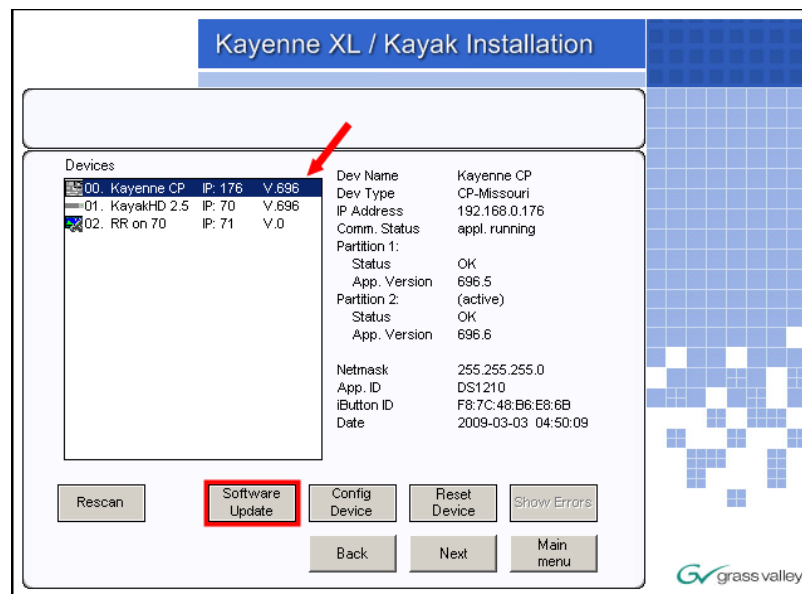 Kayenne XL / Kayak Installation
Devices
00. Kayenne CP IP: 176 V.696
01. KayakHD 2.5 IP: 70 V.696
02. RR on 70 IP: 71 V.0
Dev Name Kayenne CP
Dev Type CP-Missouri
IP Address 192.168.0.176
Comm. Status appl. running
Partition 1:
Status OK
App. Version 696.5
Partition 2: (active)
Status OK
App. Version 696.6
Netmask 255.255.255.0
App. ID DS1210
iButton ID F8:7C:48:B6:E8:6B
Date 2009-03-03 04:50:09
Rescan
Software
Update
Config
Device
Reset
Device
Show Errors
Back
Next
Main
menu
GV grass valley